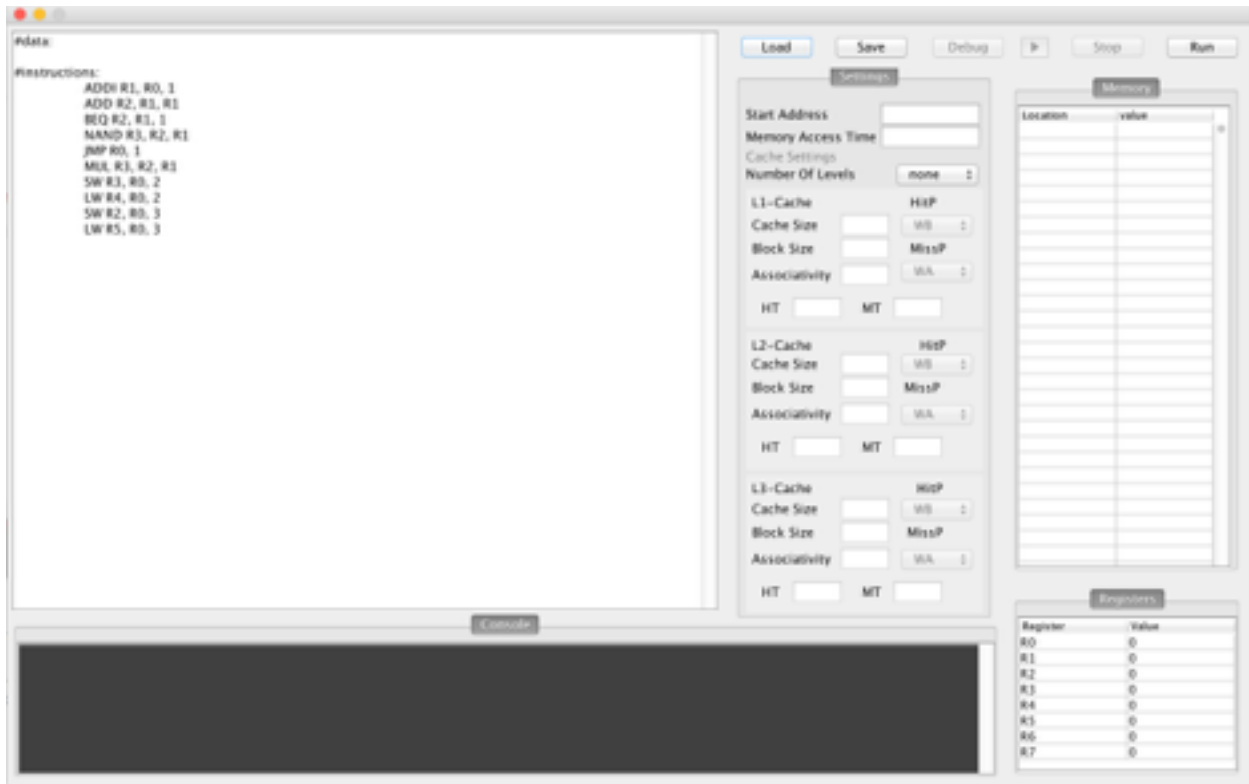 #data:
#instructions:
ADDI R1, R0, 1
ADD R2, R1, R1
BEQ R2, R1, 1
NAND R3, R2, R1
JMP R0, 1
MUL R3, R2, R1
SW R3, R0, 2
LW R4, R0, 2
SW R2, R0, 3
LW R5, R0, 3
Load Save Debug Stop Run
Settings
Start Address
Memory Access Time
Cache Settings
Number Of Levels none
L1-Cache HitP
Cache Size WB
Block Size MissP
Associativity WA
HT MT
L2-Cache HitP
Cache Size WB
Block Size MissP
Associativity WA
HT MT
L3-Cache HitP
Cache Size WB
Block Size MissP
Associativity WA
HT MT
Memory
Location value
Console
Registers
Register Value
R0 0
R1 0
R2 0
R3 0
R4 0
R5 0
R6 0
R7 0